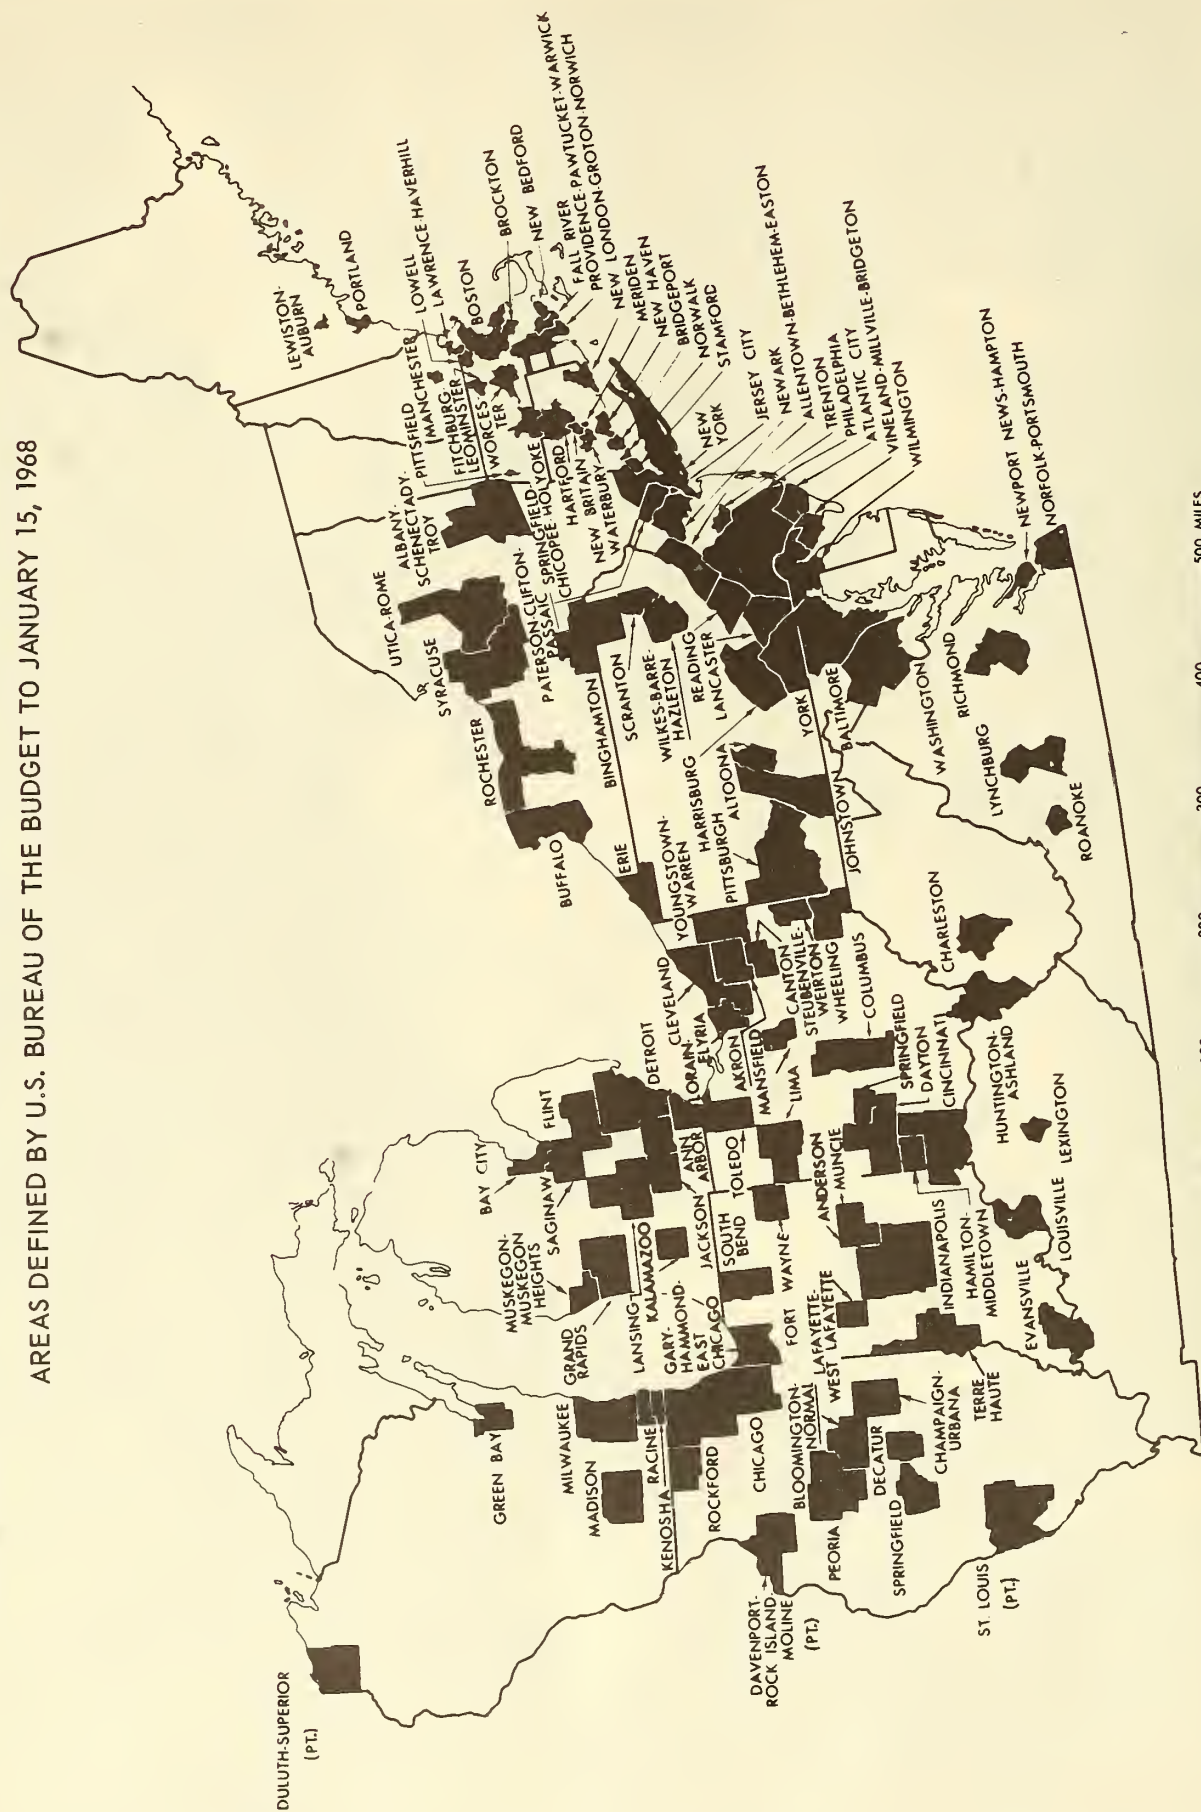 AREAS DEFINED BY U.S. BUREAU OF THE BUDGET TO JANUARY 15, 1968
DULUTH-SUPERIOR
(PT.)
GREEN BAY
MILWAUKEE
MADISON
RACINE
KENOSHA
ROCKFORD
CHICAGO
DAVENPORT-
ROCK ISLAND-
MOLINE
(PT.)
PEORIA
BLOOMINGTON-
NORMAL
DECATUR
SPRINGFIELD
CHAMPAIGN-
URBANA
ST. LOUIS
(PT.)
MUSKEGON-
MUSKEGON
HEIGHTS
GRAND
RAPIDS
LANSING
KALAMAZOO
GARY-
HAMMOND-
EAST
CHICAGO
BAY CITY
SAGINAW
FLINT
DETROIT
ANN
ARBOR
JACKSON
SOUTH
BEND
FORT WAYNE
LAFAYETTE-
WEST LAFAYETTE
ANDERSON
MUNCIE
INDIANAPOLIS
TERRE
HAUTE
EVANSVILLE
HAMILTON-
MIDDLETOWN
LOUISVILLE
LEXINGTON
HUNTINGTON-
ASHLAND
TOLEDO
LIMA
LORAIN-
ELYRIA
CLEVELAND
AKRON
MANSFIELD
CANTON
STEUBENVILLE-
WEIRTON
WHEELING
COLUMBUS
SPRINGFIELD
DAYTON
CINCINNATI
CHARLESTON
YOUNGSTOWN-
WARREN
ERIE
PITTSBURGH
HARRISBURG
ALTOONA
JOHNSTOWN
BUFFALO
ROCHESTER
SYRACUSE
UTICA-ROME
ALBANY-
SCHENECTADY-
TROY
BINGHAMTON
SCRANTON
WILKES-BARRE-
HAZLETON
READING
LANCASTER
YORK
BALTIMORE
WASHINGTON
RICHMOND
LYNCHBURG
ROANOKE
PATERSON-CLIFTON-
PASSAIC
SPRINGFIELD-
CHICOPEE-HOLYOKE
HARTFORD
NEW BRITAIN
WATERBURY
PITTSFIELD
MANCHESTER
FITCHBURG-
LEOMINSTER
WORCES-
TER
LEWISTON-
AUBURN
PORTLAND
LOWELL
LAWRENCE-HAVERHILL
BOSTON
BROCKTON
NEW BEDFORD
FALL RIVER
PROVIDENCE-PAWTUCKET-WARWICK
NEW LONDON-GROTON-NORWICH
MERIDEN
NEW HAVEN
BRIDGEPORT
NORWALK
STAMFORD
NEW
YORK
JERSEY CITY
NEWARK
ALLENTOWN-BETHLEHEM-EASTON
TRENTON
PHILADELPHIA
ATLANTIC CITY
VINELAND-MILLVILLE-BRIDGETON
WILMINGTON
NEWPORT NEWS-HAMPTON
NORFOLK-PORTSMOUTH
500 MILES